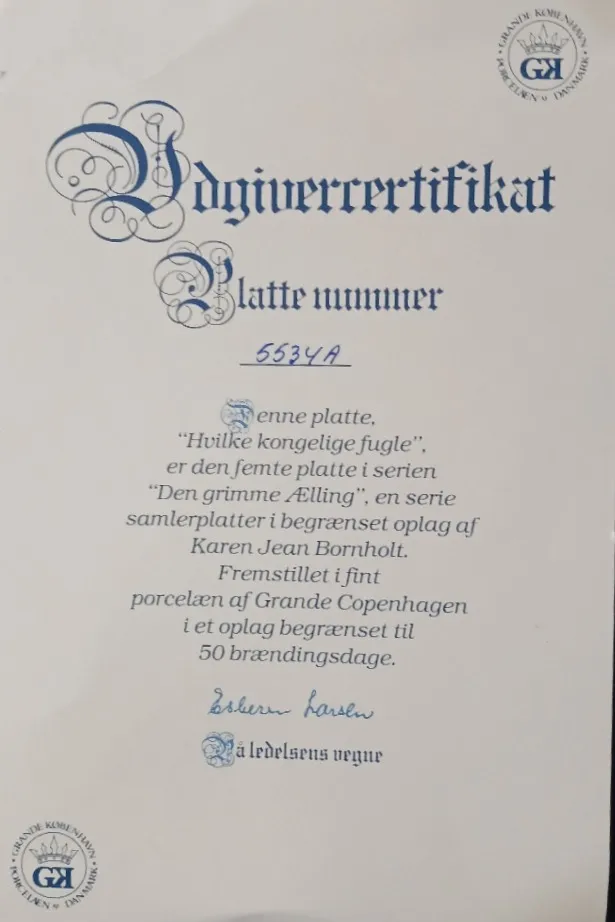 GRANDE KØBENHAVN
GK
PORCELÆN DANMARK
Udgivercertifikat
Platte nummer
5534A
Denne platte,
"Hvilke kongelige fugle",
er den femte platte i serien
"Den grimme Ælling", en serie
samlerplatter i begrænset oplag af
Karen Jean Bornholt.
Fremstillet i fint
porcelæn af Grande Copenhagen
i et oplag begrænset til
50 brændingsdage.
Esberen Larsen
På ledelsens vegne
GRANDE KØBENHAVN
GK
PORCELÆN DANMARK